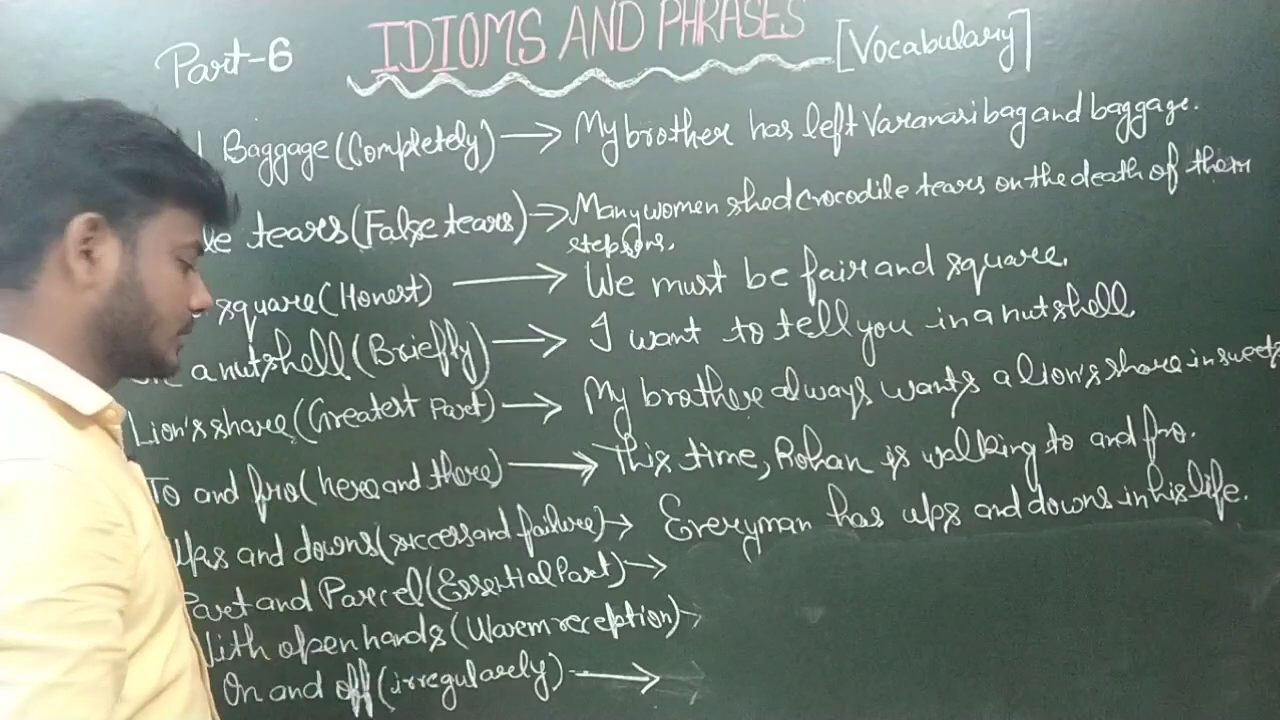 Part-6 IDIOMS AND PHRASES [Vocabulary]
Baggage (Completely) → My brother has left Varanasi bag and baggage.
tears (False tears) → Many women shed crocodile tears on the death of their
stepsons.
square (Honest) → We must be fair and square.
a nutshell (Briefly) → I want to tell you in a nutshell.
Lion's share (Greatest Part) → My brother always wants a lion's share in sweets
To and fro (here and there) → This time, Rohan is walking to and fro.
Ups and downs (success and failure) → Everyman has ups and downs in his life.
Part and Parcel (Essential Part) →
With open hands (Warm reception) →
On and off (irregularly) →